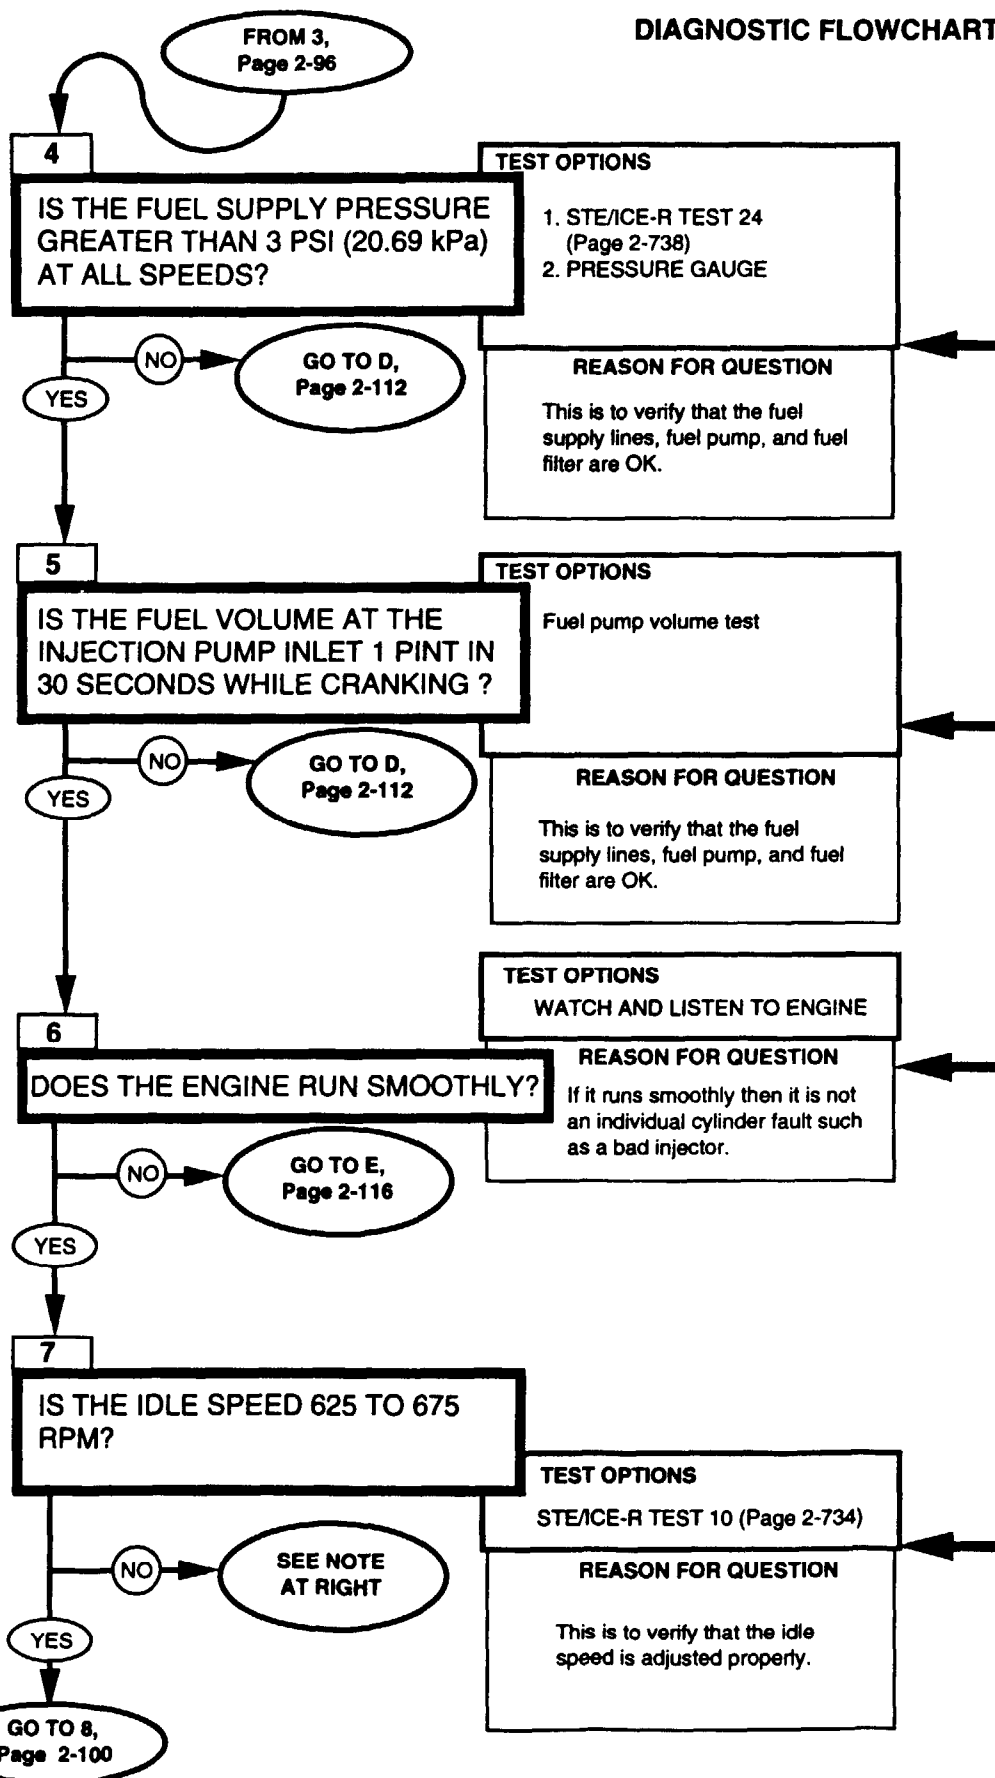 DIAGNOSTIC FLOWCHART
FROM 3,
Page 2-96
4
IS THE FUEL SUPPLY PRESSURE
GREATER THAN 3 PSI (20.69 kPa)
AT ALL SPEEDS?
TEST OPTIONS
1. STE/ICE-R TEST 24
(Page 2-738)
2. PRESSURE GAUGE
REASON FOR QUESTION
This is to verify that the fuel
supply lines, fuel pump, and fuel
filter are OK.
NO
GO TO D,
Page 2-112
YES
5
IS THE FUEL VOLUME AT THE
INJECTION PUMP INLET 1 PINT IN
30 SECONDS WHILE CRANKING ?
TEST OPTIONS
Fuel pump volume test
REASON FOR QUESTION
This is to verify that the fuel
supply lines, fuel pump, and fuel
filter are OK.
NO
GO TO D,
Page 2-112
YES
6
DOES THE ENGINE RUN SMOOTHLY?
TEST OPTIONS
WATCH AND LISTEN TO ENGINE
REASON FOR QUESTION
If it runs smoothly then it is not
an individual cylinder fault such
as a bad injector.
NO
GO TO E,
Page 2-116
YES
7
IS THE IDLE SPEED 625 TO 675
RPM?
TEST OPTIONS
STE/ICE-R TEST 10 (Page 2-734)
REASON FOR QUESTION
This is to verify that the idle
speed is adjusted properly.
NO
SEE NOTE
AT RIGHT
YES
GO TO 8,
Page 2-100